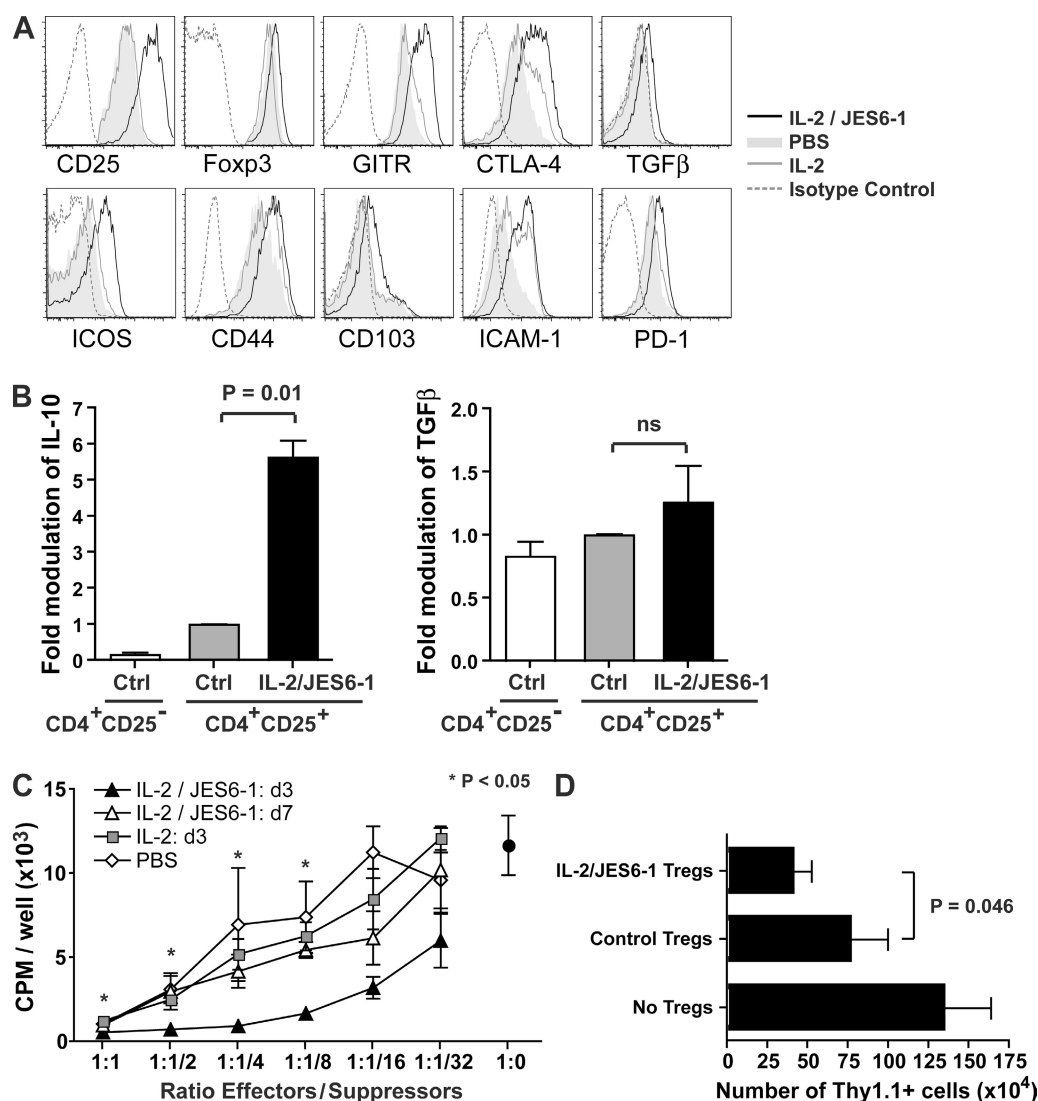 A
CD25 Foxp3 GITR CTLA-4 TGFβ
IL-2 / JES6-1
PBS
IL-2
Isotype Control
ICOS CD44 CD103 ICAM-1 PD-1
B
P = 0.01
Fold modulation of IL-10
7
6
5
4
3
2
1
0
Ctrl Ctrl IL-2/JES6-1
CD4+CD25- CD4+CD25+
ns
Fold modulation of TGFβ
2.0
1.5
1.0
0.5
0.0
Ctrl Ctrl IL-2/JES6-1
CD4+CD25- CD4+CD25+
C
* P < 0.05
IL-2 / JES6-1: d3
IL-2 / JES6-1: d7
IL-2: d3
PBS
CPM / well (x10³)
15
10
5
0
* * * *
1:1 1:1/2 1:1/4 1:1/8 1:1/16 1:1/32 1:0
Ratio Effectors/Suppressors
D
IL-2/JES6-1 Tregs
Control Tregs
No Tregs
P = 0.046
0 25 50 75 100 125 150 175
Number of Thy1.1+ cells (x10⁴)